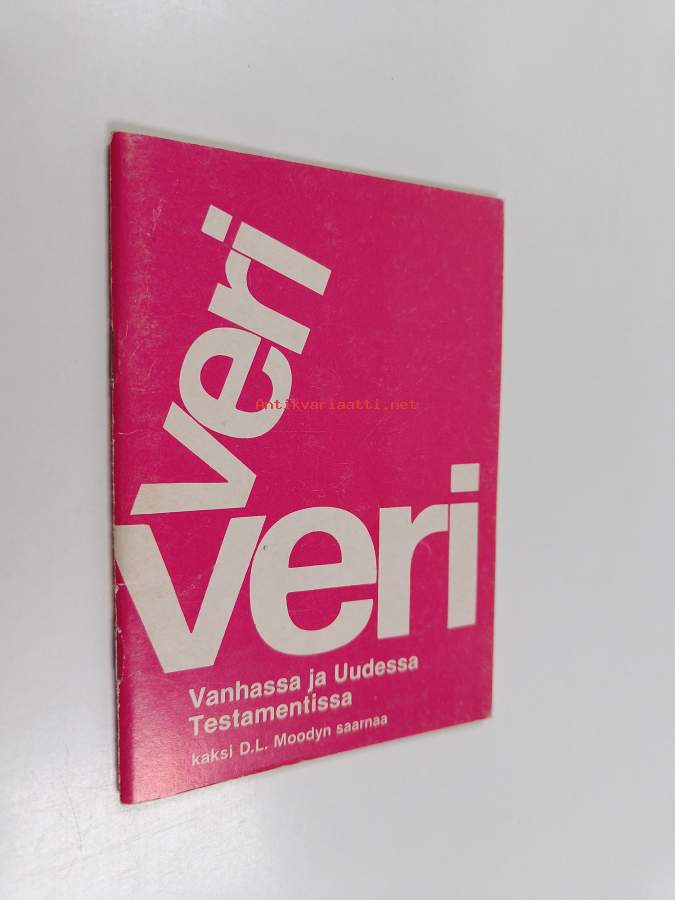 veri
Antikvariaatti.net
veri
Vanhassa ja Uudessa
Testamentissa
kaksi D.L. Moodyn saarnaa